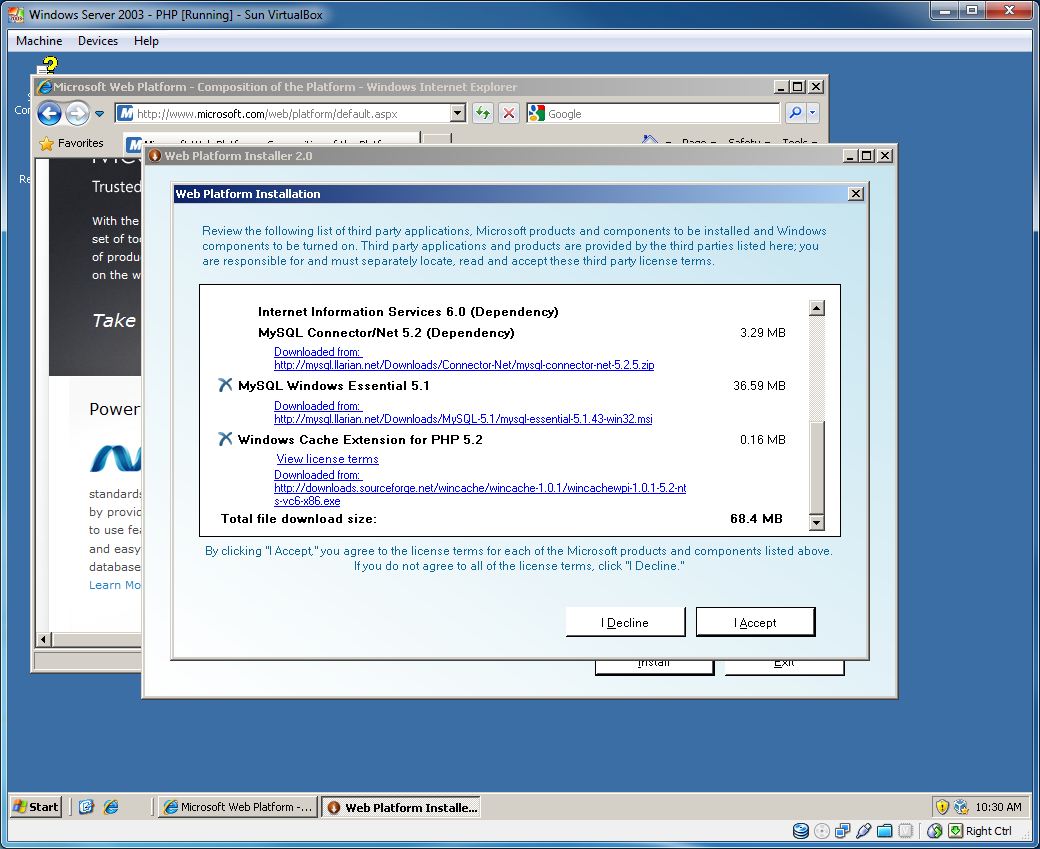 Windows Server 2003 - PHP [Running] - Sun VirtualBox
Machine Devices Help
Microsoft Web Platform - Composition of the Platform - Windows Internet Explorer
http://www.microsoft.com/web/platform/default.aspx
Google
Favorites
Web Platform Installer 2.0
Web Platform Installation
Trusted
With the
set of
of produ
on the w
Take
Review the following list of third party applications, Microsoft products and components to be installed and Windows
components to be turned on. Third party applications and products are provided by the third parties listed here; you
are responsible for and must separately locate, read and accept these third party license terms.
Internet Information Services 6.0 (Dependency)
MySQL Connector/Net 5.2 (Dependency) 3.29 MB
Downloaded from:
http://mysql.llarian.net/Downloads/Connector-Net/mysql-connector-net-5.2.5.zip
MySQL Windows Essential 5.1 36.59 MB
Downloaded from:
http://mysql.llarian.net/Downloads/MySQL-5.1/mysql-essential-5.1.43-win32.msi
Windows Cache Extension for PHP 5.2 0.16 MB
View license terms
Downloaded from:
http://downloads.sourceforge.net/wincache/wincache-1.0.1/wincachewpi-1.0.1-5.2-nt
s-vc6-x86.exe
Total file download size: 68.4 MB
Power
standards
by provid
to use fea
and easy
database
Learn Mo
By clicking "I Accept," you agree to the license terms for each of the Microsoft products and components listed above.
If you do not agree to all of the license terms, click "I Decline."
I Decline I Accept
Install Exit
Start Microsoft Web Platform -... Web Platform Installe... 10:30 AM
Right Ctrl